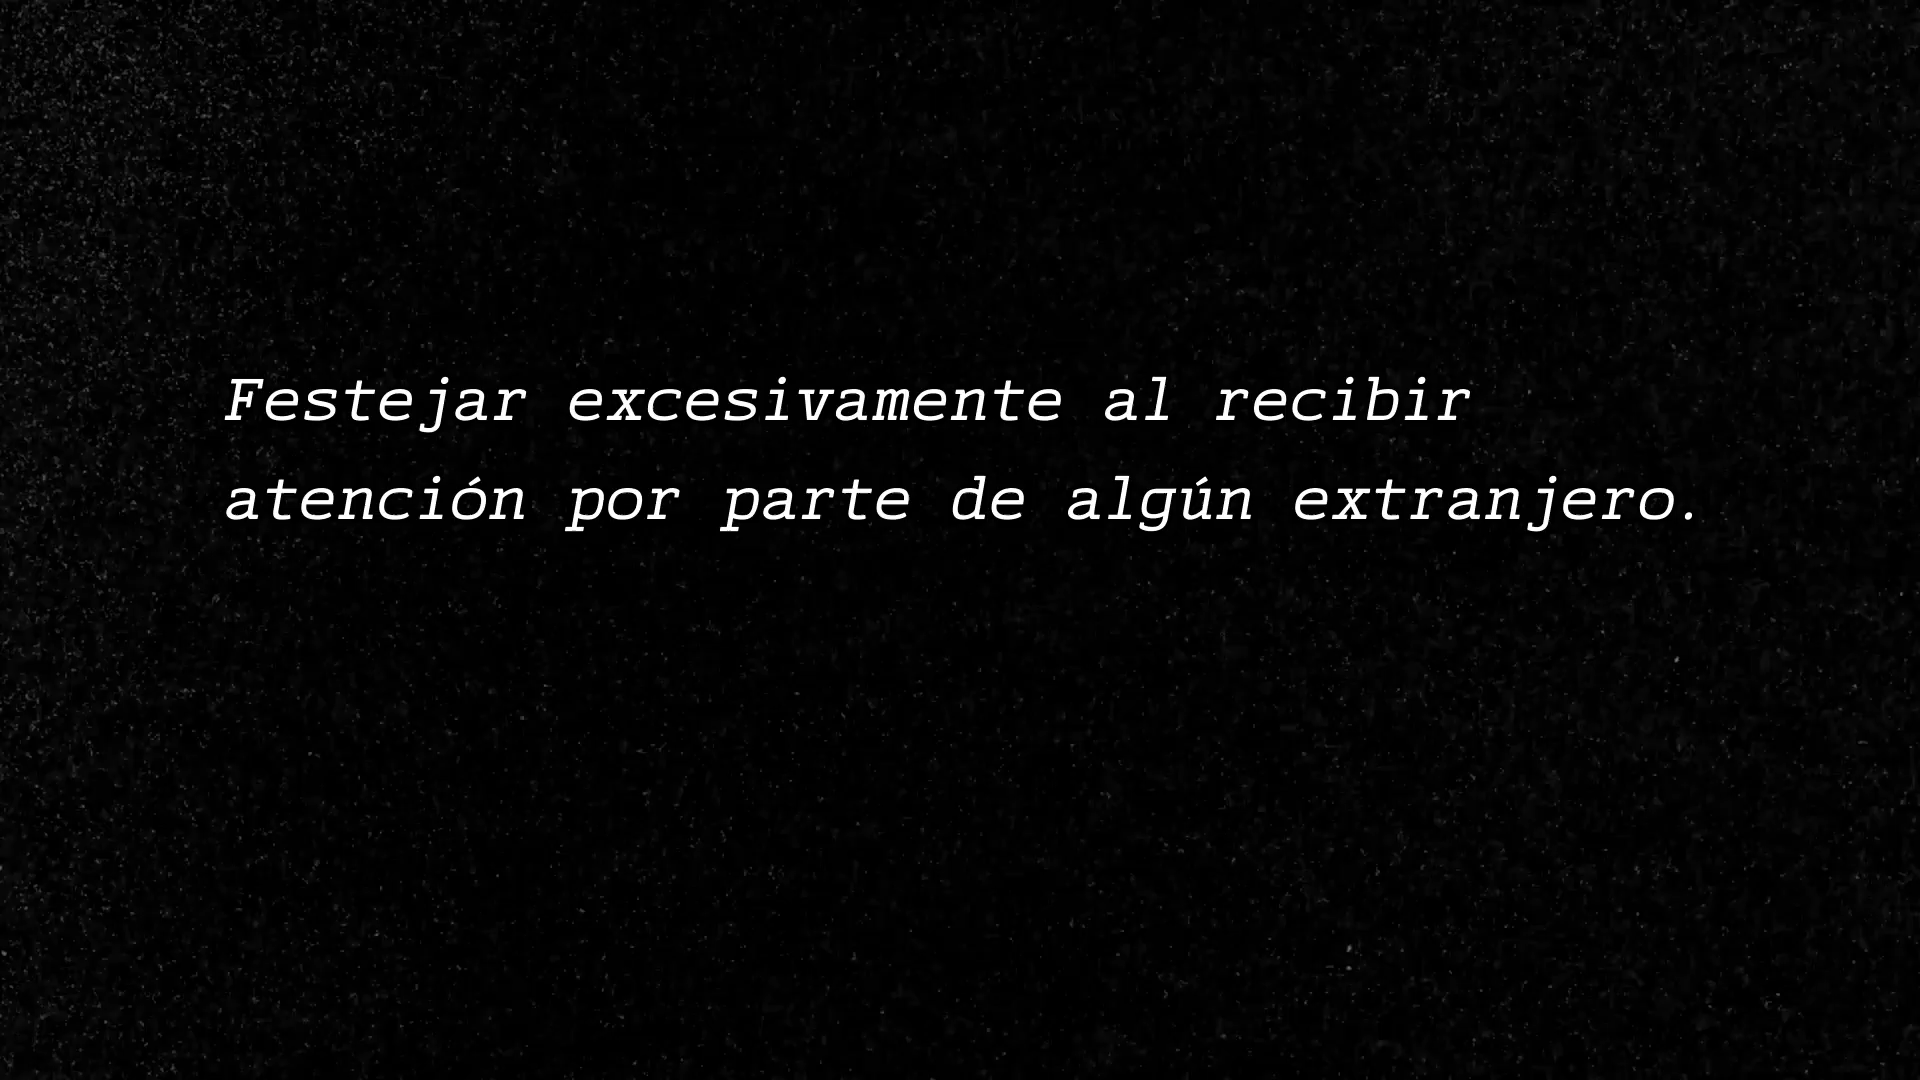 Festejar excesivamente al recibir
atención por parte de algún extranjero.